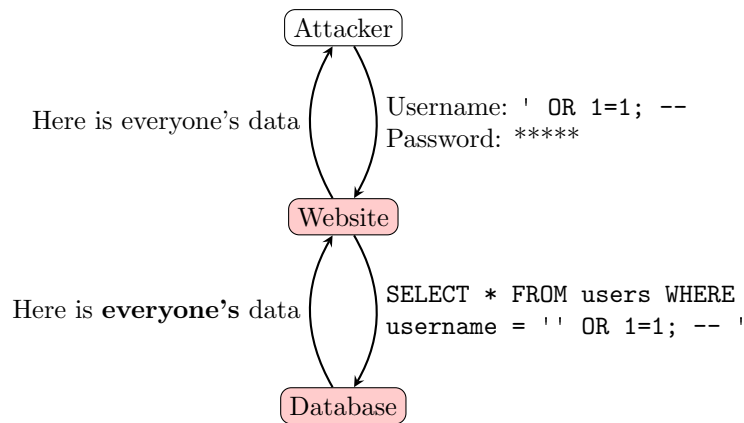 Attacker
Here is everyone's data
Username: ' OR 1=1; --
Password: *****
Website
Here is everyone's data
SELECT * FROM users WHERE
username = '' OR 1=1; -- '
Database